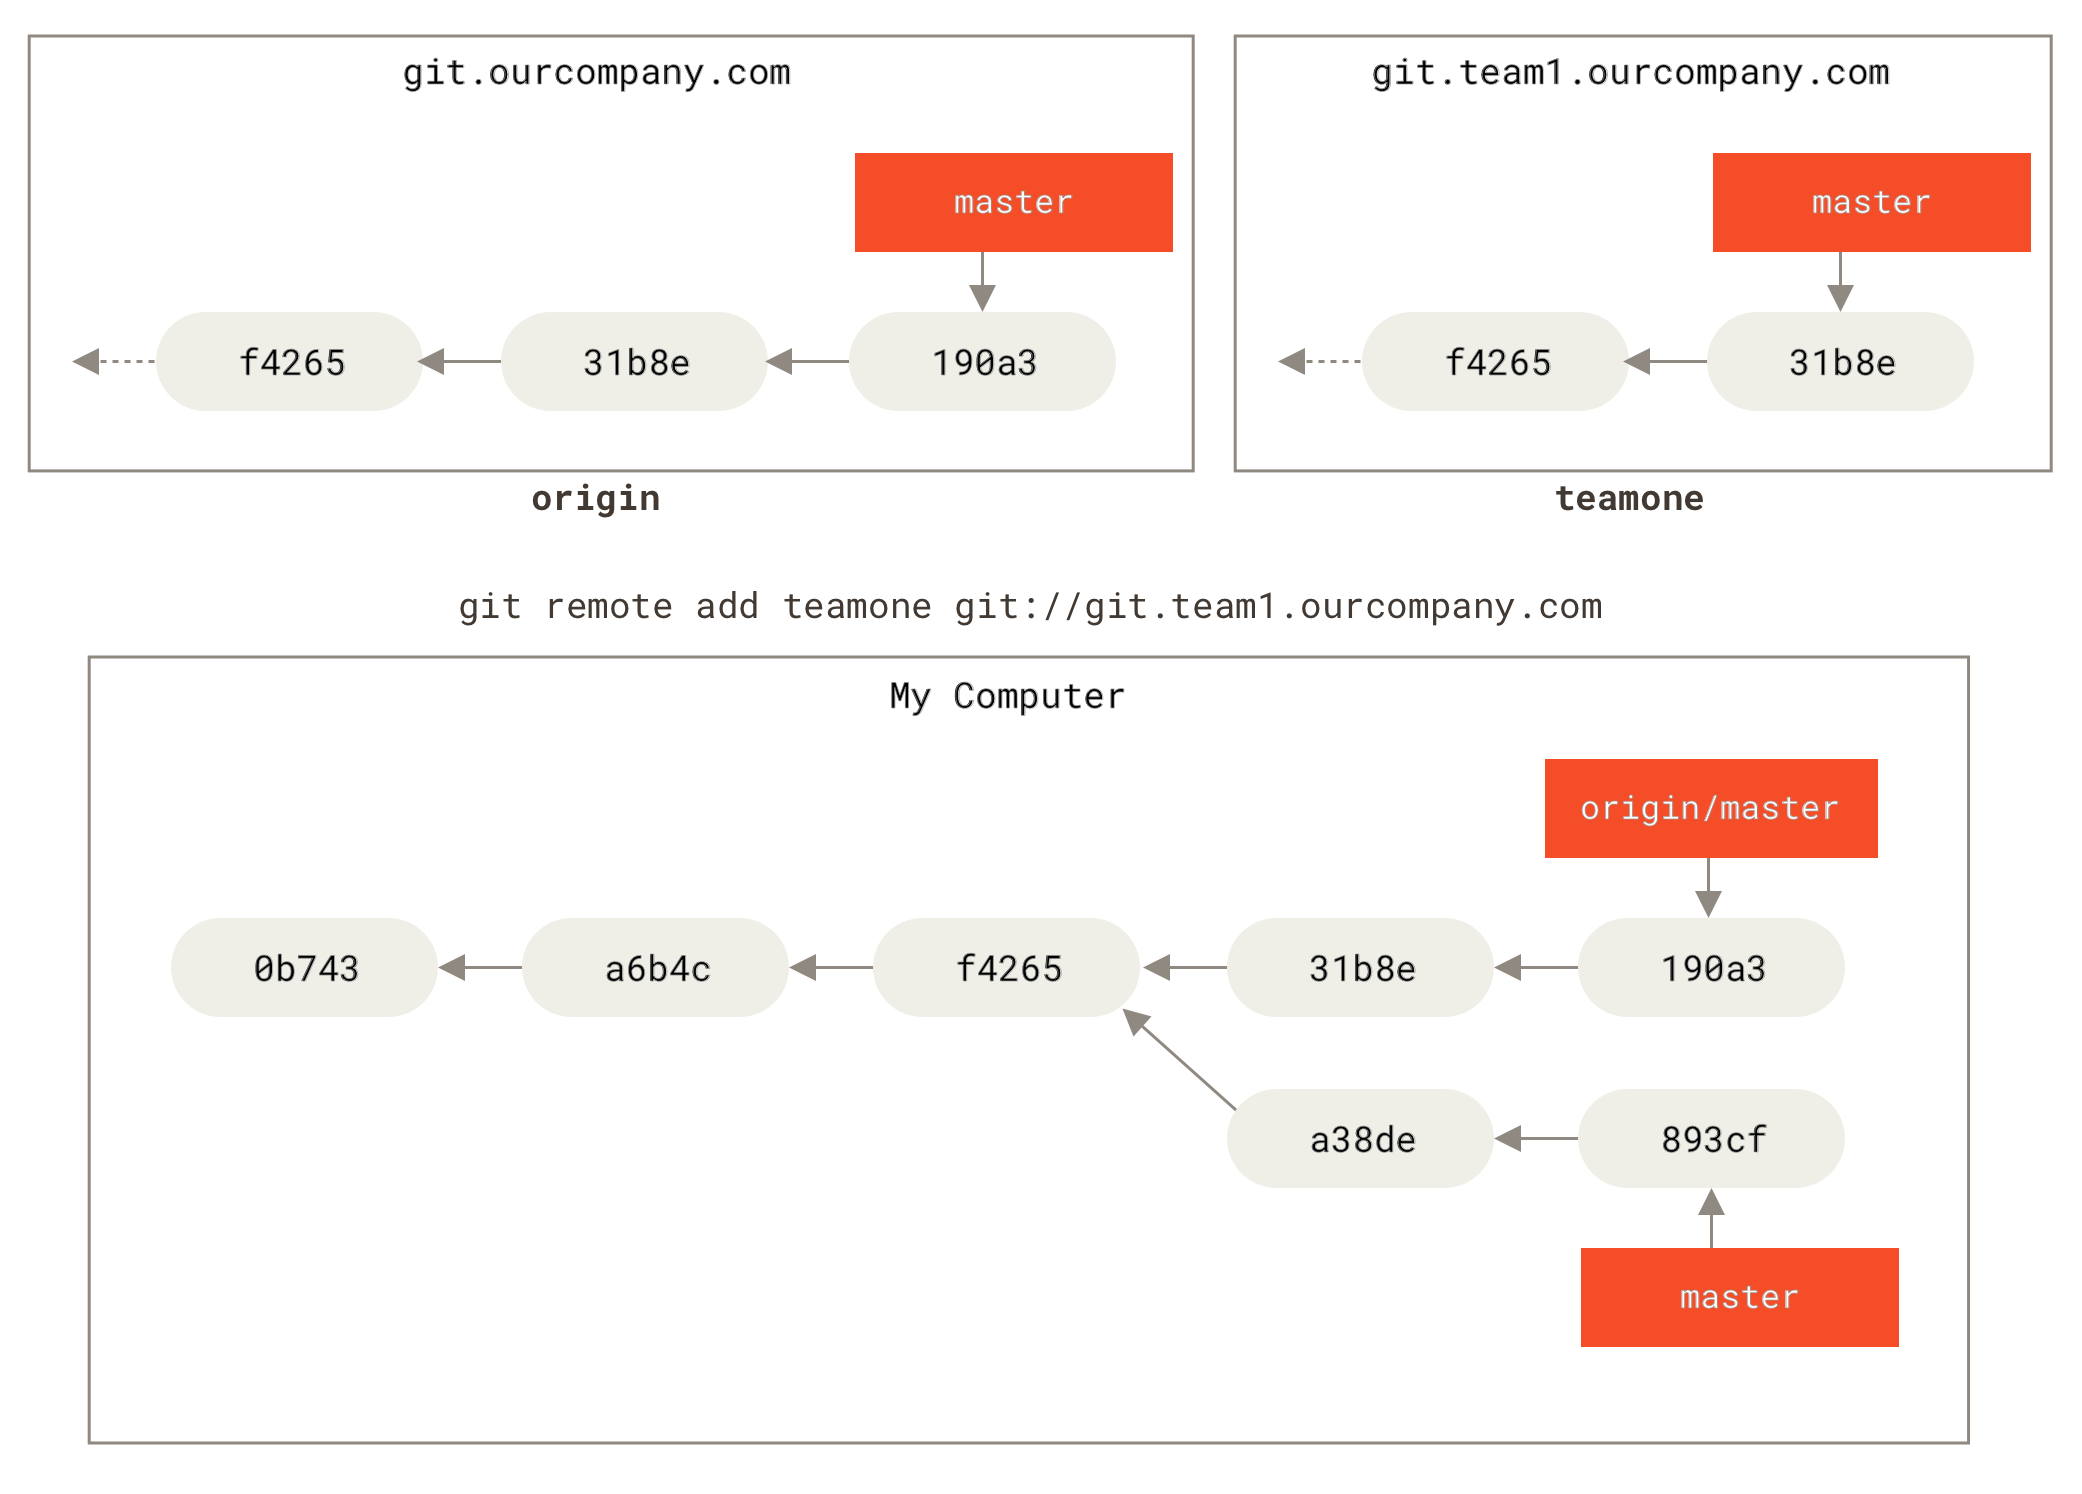 git.ourcompany.com
master
f4265
31b8e
190a3
origin
git.team1.ourcompany.com
master
f4265
31b8e
teamone
git remote add teamone git://git.team1.ourcompany.com
My Computer
origin/master
0b743
a6b4c
f4265
31b8e
190a3
a38de
893cf
master